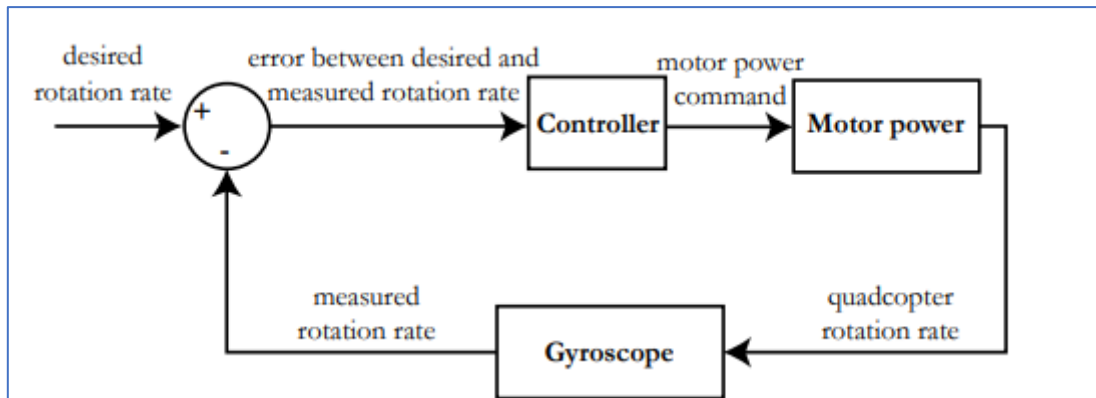 desired
rotation rate
+
-
error between desired and
measured rotation rate
Controller
motor power
command
Motor power
measured
rotation rate
Gyroscope
quadcopter
rotation rate